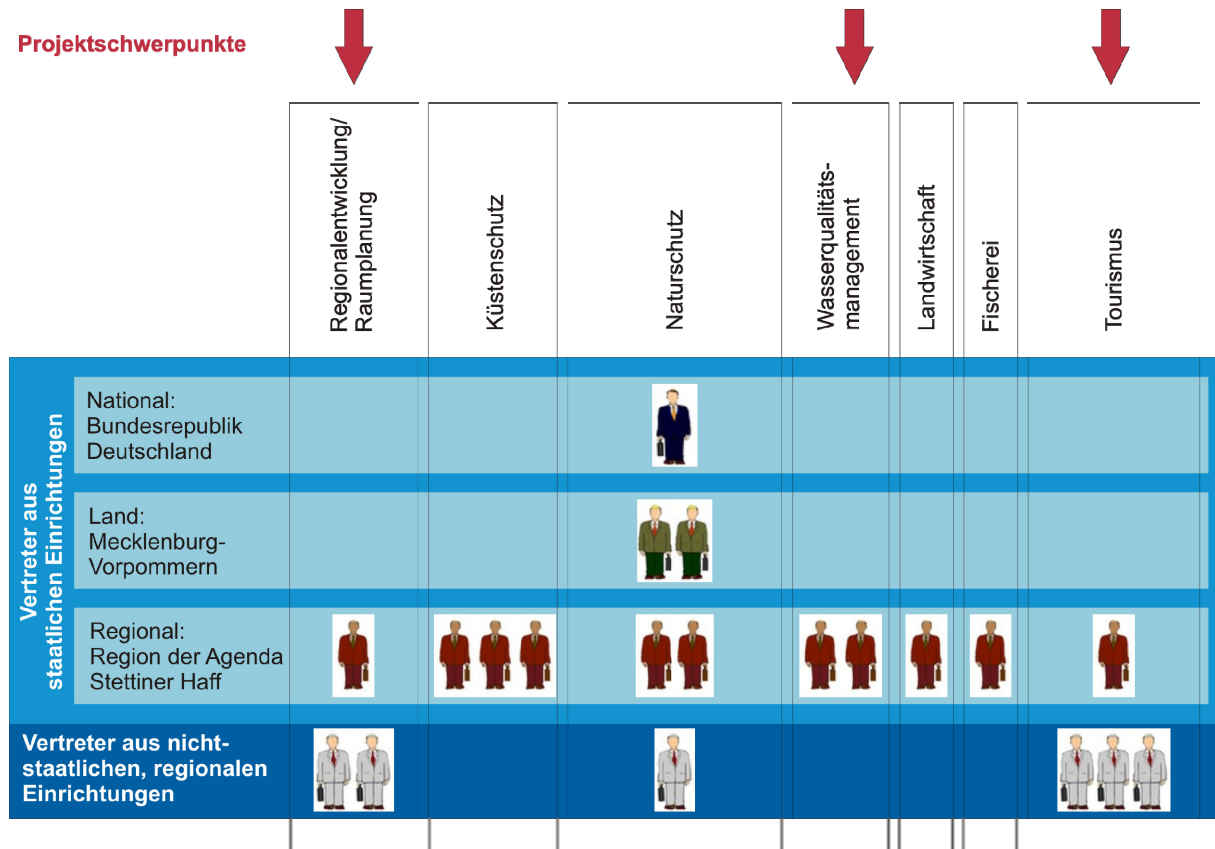 Projektschwerpunkte
Regionalentwicklung/
Raumplanung
Küstenschutz
Naturschutz
Wasserqualitäts-
management
Landwirtschaft
Fischerei
Tourismus
Vertreter aus
staatlichen Einrichtungen
National:
Bundesrepublik
Deutschland
Land:
Mecklenburg-
Vorpommern
Regional:
Region der Agenda
Stettiner Haff
Vertreter aus nicht-
staatlichen, regionalen
Einrichtungen